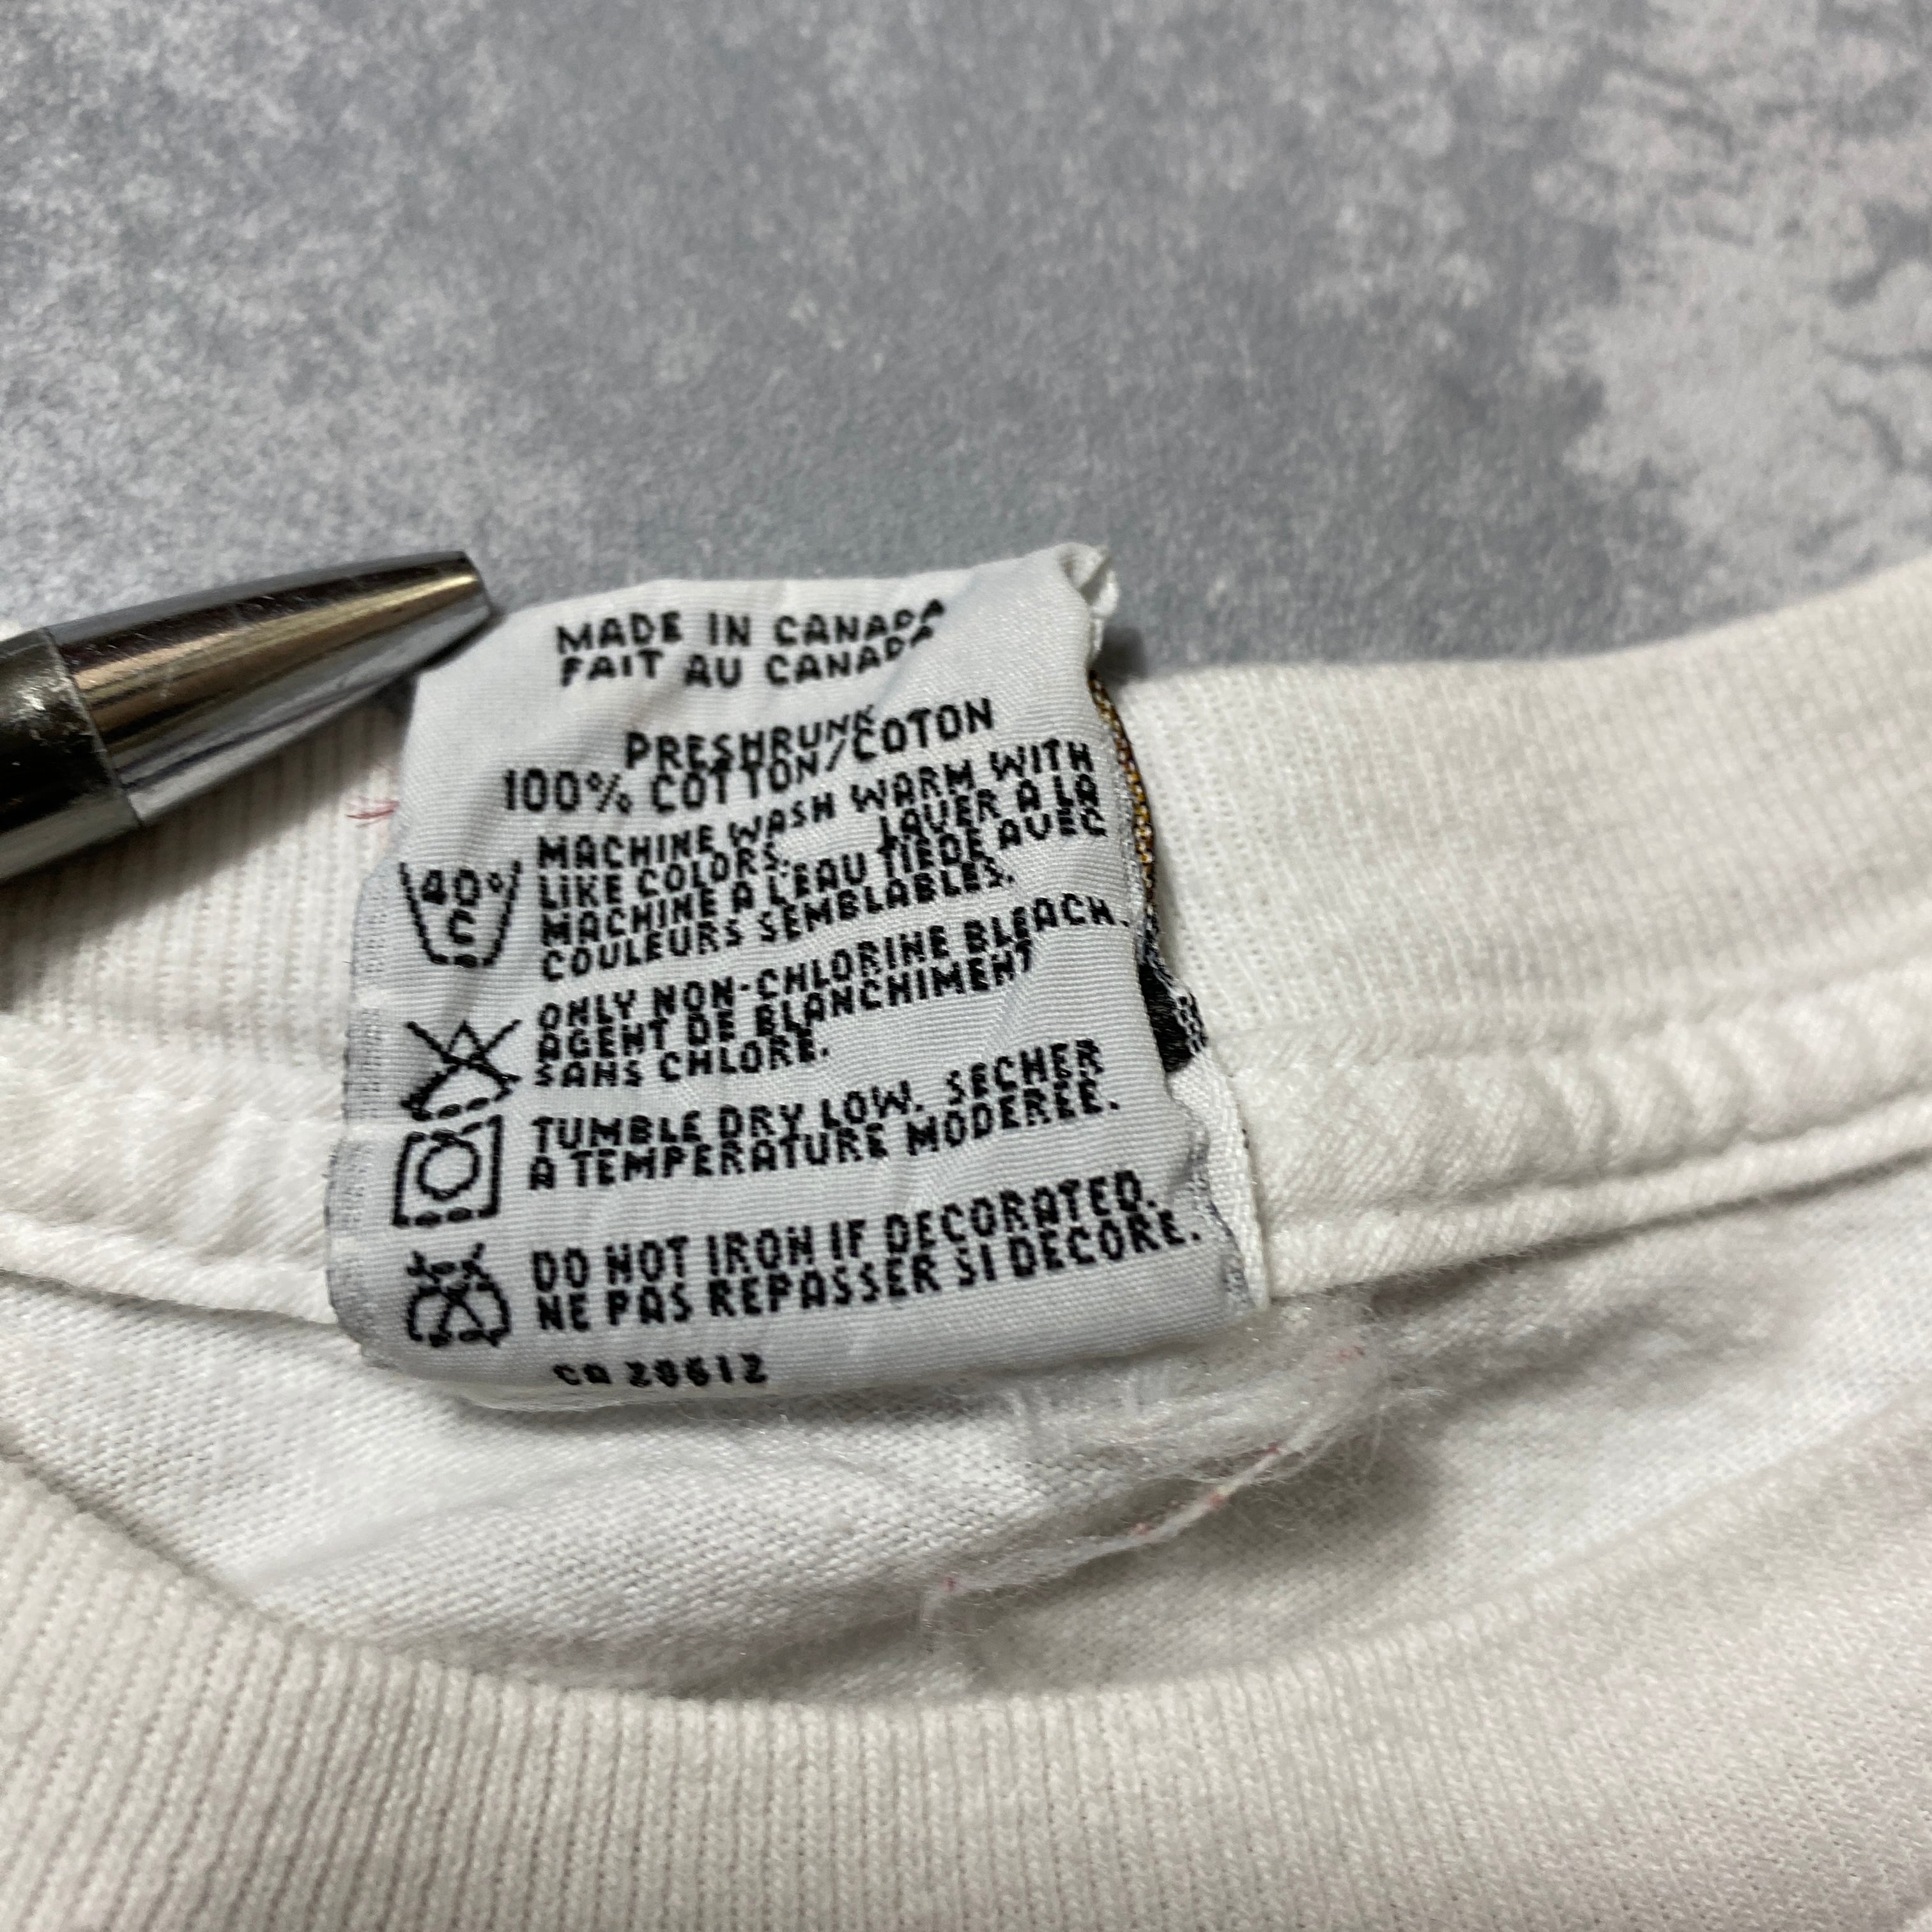 MADE IN CANADA
FAIT AU CANADA
PRESHRUNK
100% COTTON/COTON
40°
C
MACHINE WASH WARM WITH
LIKE COLORS. LAVER A LA
MACHINE A L'EAU TIEDE AVEC
COULEURS SEMBLABLES.
ONLY NON-CHLORINE BLEACH.
AGENT DE BLANCHIMENT
SANS CHLORE.
TUMBLE DRY LOW. SECHER
A TEMPERATURE MODEREE.
DO NOT IRON IF DECORATED.
NE PAS REPASSER SI DECORE.
CA